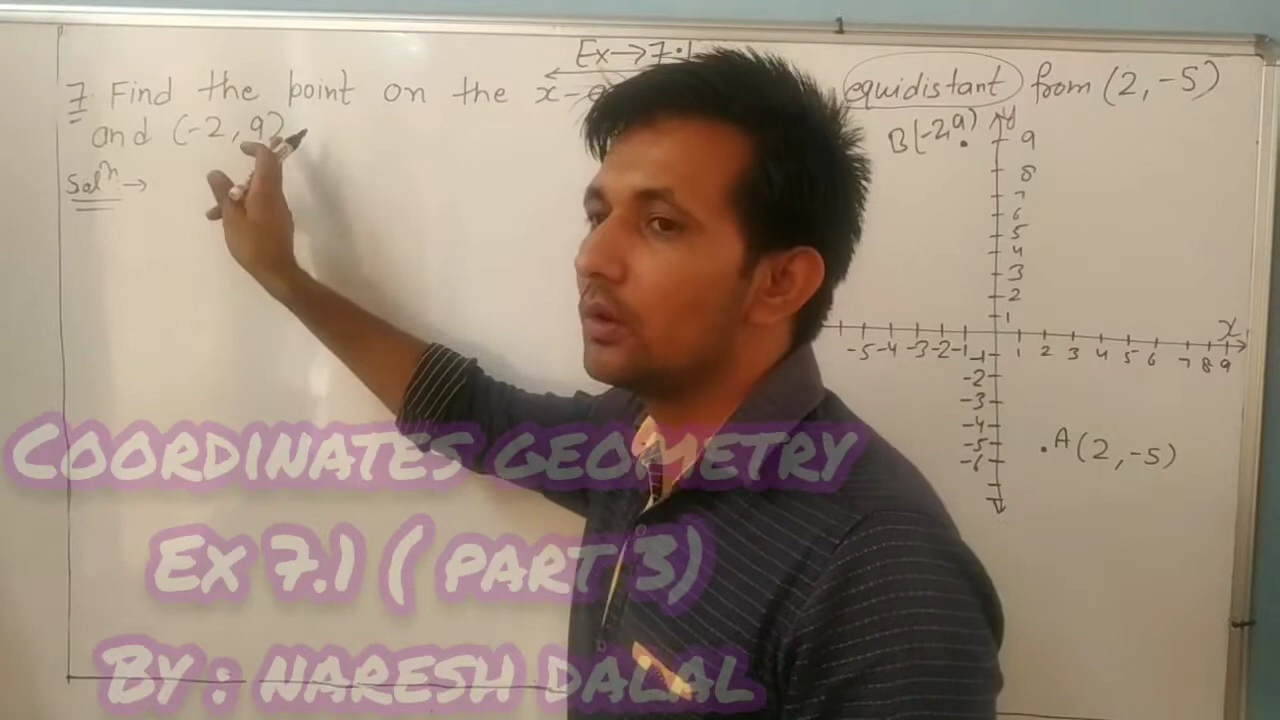 Ex→7.1
7 Find the point on the x-a equidistant from (2, -5)
and (-2, 9).
Solⁿ →
B(-2,9)
y
9
8
7
6
5
4
3
2
1
x
-5 -4 -3 -2 -1 1 2 3 4 5 6 7 8 9
-1
-2
-3
-4
-5
-6
A(2, -5)
COORDINATES GEOMETRY
EX 7.1 ( PART 3)
BY : NARESH DALAL